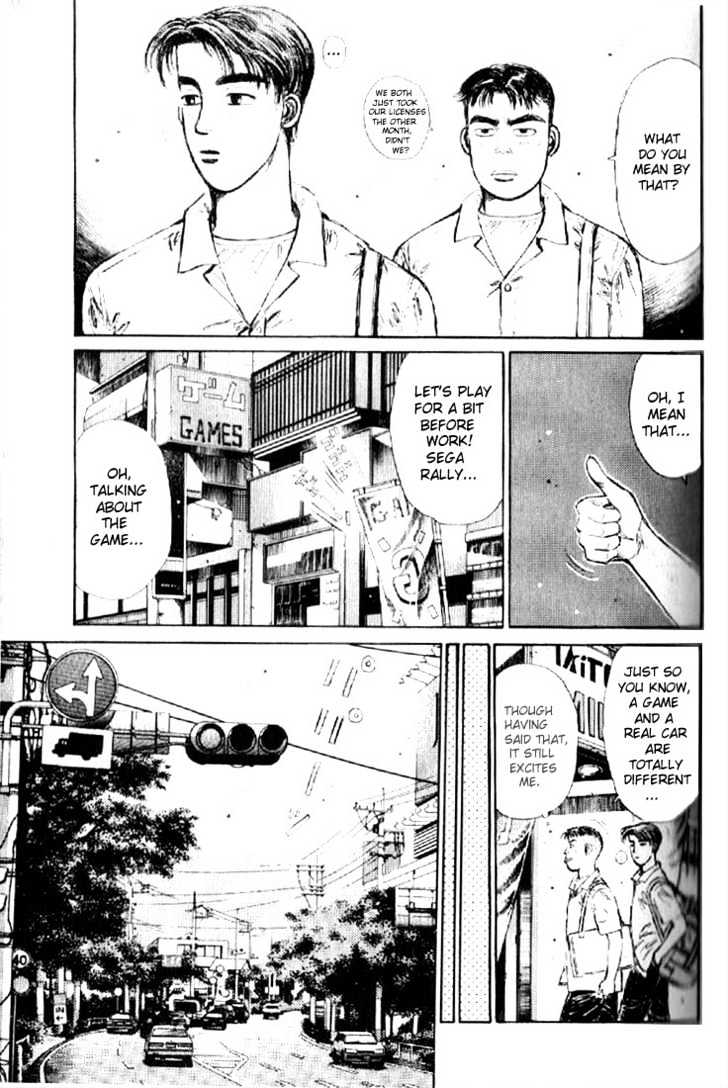 WHAT
DO YOU
MEAN BY
THAT?
WE BOTH
JUST TOOK
OUR LICENSES
THE OTHER
MONTH,
DIDN'T
WE?
...
OH, I
MEAN
THAT...
LET'S PLAY
FOR A BIT
BEFORE
WORK!
SEGA
RALLY...
ゲーム
GAMES
OH,
TALKING
ABOUT
THE
GAME...
JUST SO
YOU KNOW,
A GAME
AND A
REAL CAR
ARE
TOTALLY
DIFFERENT
...
THOUGH
HAVING
SAID THAT,
IT STILL
EXCITES
ME.
40